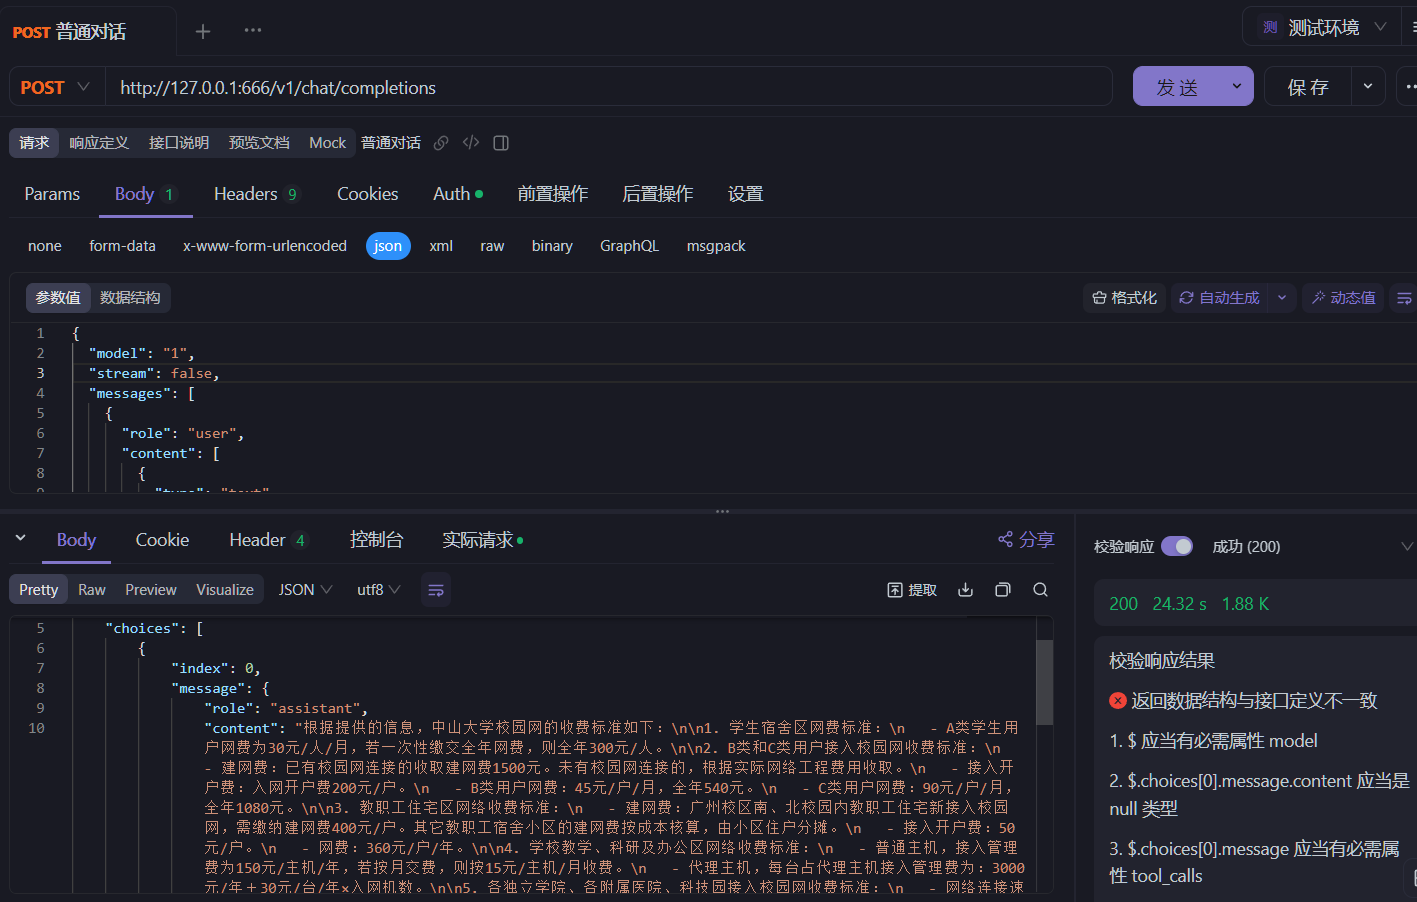 POST 普通对话
测 测试环境
POST http://127.0.0.1:666/v1/chat/completions 发 送 保 存
请求 响应定义 接口说明 预览文档 Mock 普通对话
Params Body 1 Headers 9 Cookies Auth 前置操作 后置操作 设置
none form-data x-www-form-urlencoded json xml raw binary GraphQL msgpack
参数值 数据结构 格式化 自动生成 动态值
1 {
2 "model": "1",
3 "stream": false,
4 "messages": [
5 {
6 "role": "user",
7 "content": [
8 {
9 "type": "text"
Body Cookie Header 4 控制台 实际请求 分享
Pretty Raw Preview Visualize JSON utf8 提取
5 "choices": [
6 {
7 "index": 0,
8 "message": {
9 "role": "assistant",
10 "content": "根据提供的信息，中山大学校园网的收费标准如下：\n\n1. 学生宿舍区网费标准：\n   - A类学生用
户网费为30元/人/月，若一次性缴交全年网费，则全年300元/人。\n\n2. B类和C类用户接入校园网收费标准：\n
- 建网费：已有校园网连接的收取建网费1500元。未有校园网连接的，根据实际网络工程费用收取。\n   - 接入开
户费：入网开户费200元/户。\n   - B类用户网费：45元/户/月，全年540元。\n   - C类用户网费：90元/户/月，
全年1080元。\n\n3. 教职工住宅区网络收费标准：\n   - 建网费：广州校区南、北校园内教职工住宅新接入校园
网，需缴纳建网费400元/户。其它教职工宿舍小区的建网费按成本核算，由小区住户分摊。\n   - 接入开户费：50
元/户。\n   - 网费：360元/户/年。\n\n4. 学校教学、科研及办公区网络收费标准：\n   - 普通主机，接入管理
费为150元/主机/年，若按月交费，则按15元/主机/月收费。\n   - 代理主机，每台占代理主机接入管理费为：3000
元/年＋30元/台/年×入网机数。\n\n5. 各独立学院、各附属医院、科技园接入校园网收费标准：\n   - 网络连接速
校验响应 成功 (200)
200 24.32 s 1.88 K
校验响应结果
返回数据结构与接口定义不一致
1. $ 应当有必需属性 model
2. $.choices[0].message.content 应当是
null 类型
3. $.choices[0].message 应当有必需属
性 tool_calls